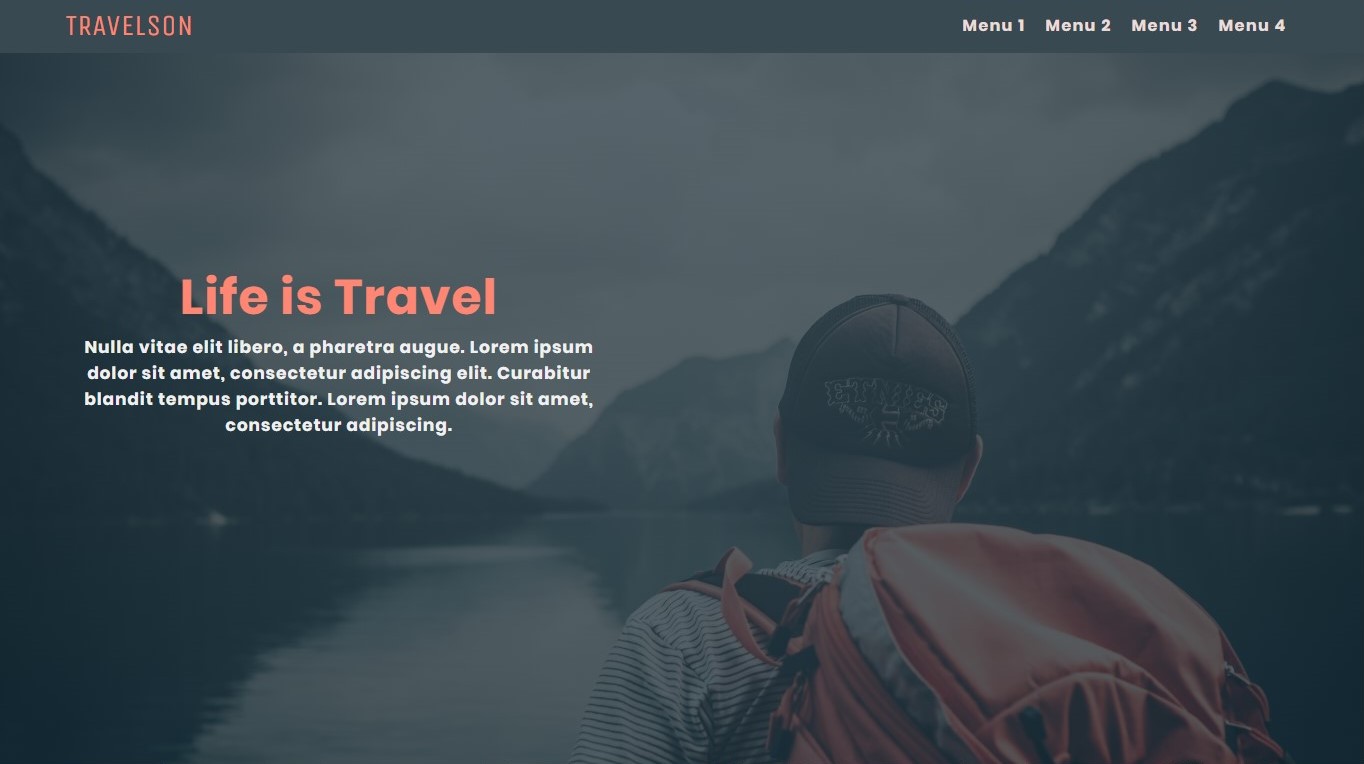 TRAVELSON
Menu 1 Menu 2 Menu 3 Menu 4
Life is Travel
Nulla vitae elit libero, a pharetra augue. Lorem ipsum
dolor sit amet, consectetur adipiscing elit. Curabitur
blandit tempus porttitor. Lorem ipsum dolor sit amet,
consectetur adipiscing.